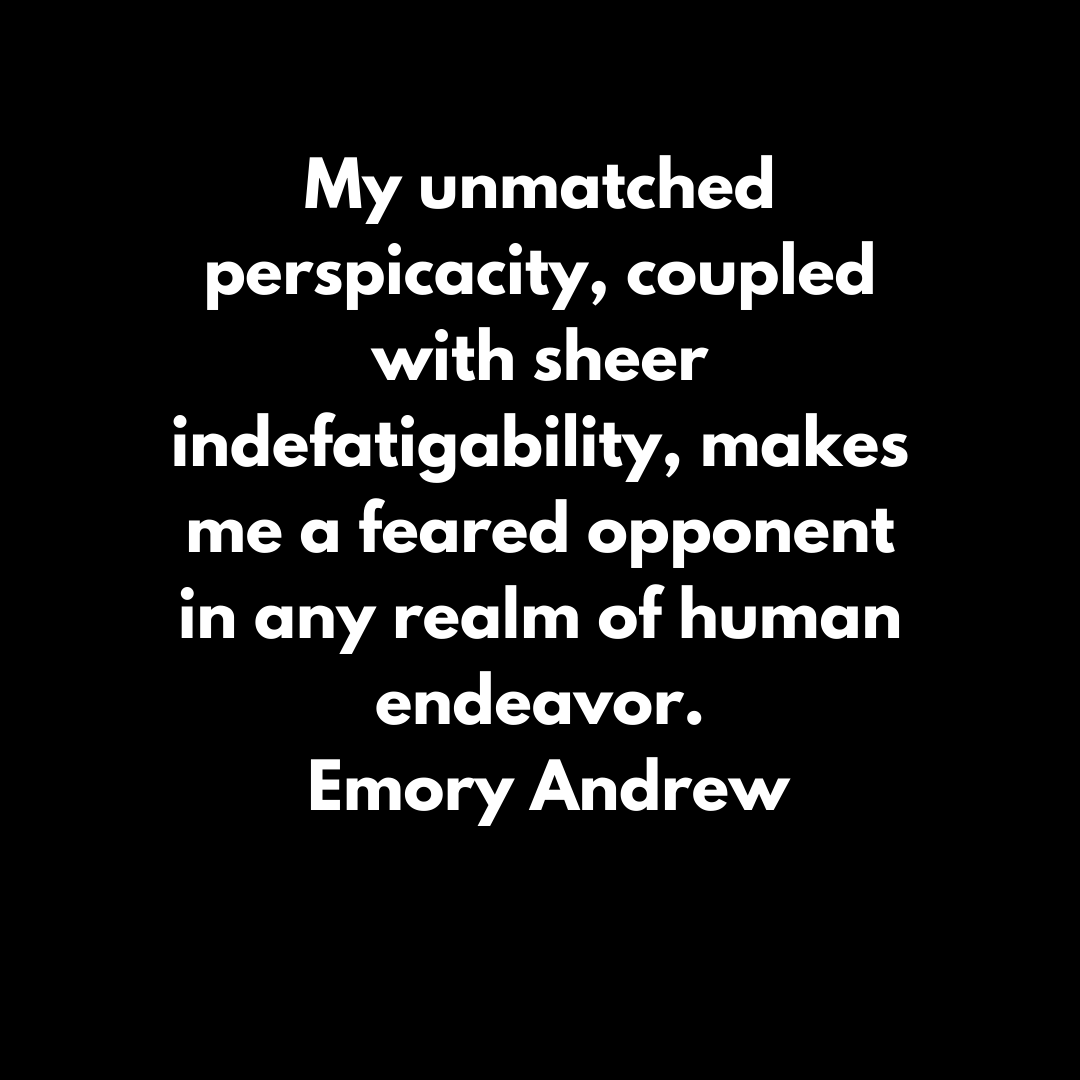 My unmatched
perspicacity, coupled
with sheer
indefatigability, makes
me a feared opponent
in any realm of human
endeavor.
Emory Andrew